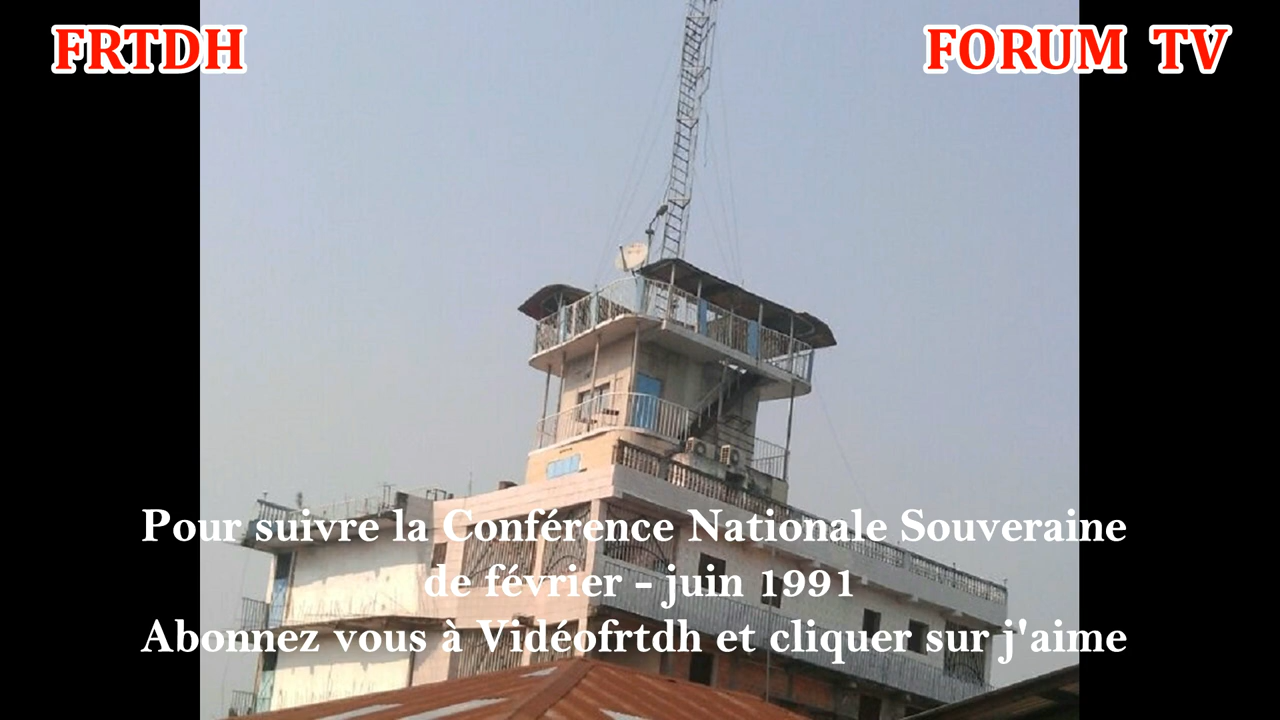 FRTDH FORUM TV
Pour suivre la Conférence Nationale Souveraine
de février - juin 1991
Abonnez vous à Vidéofrtdh et cliquer sur j'aime